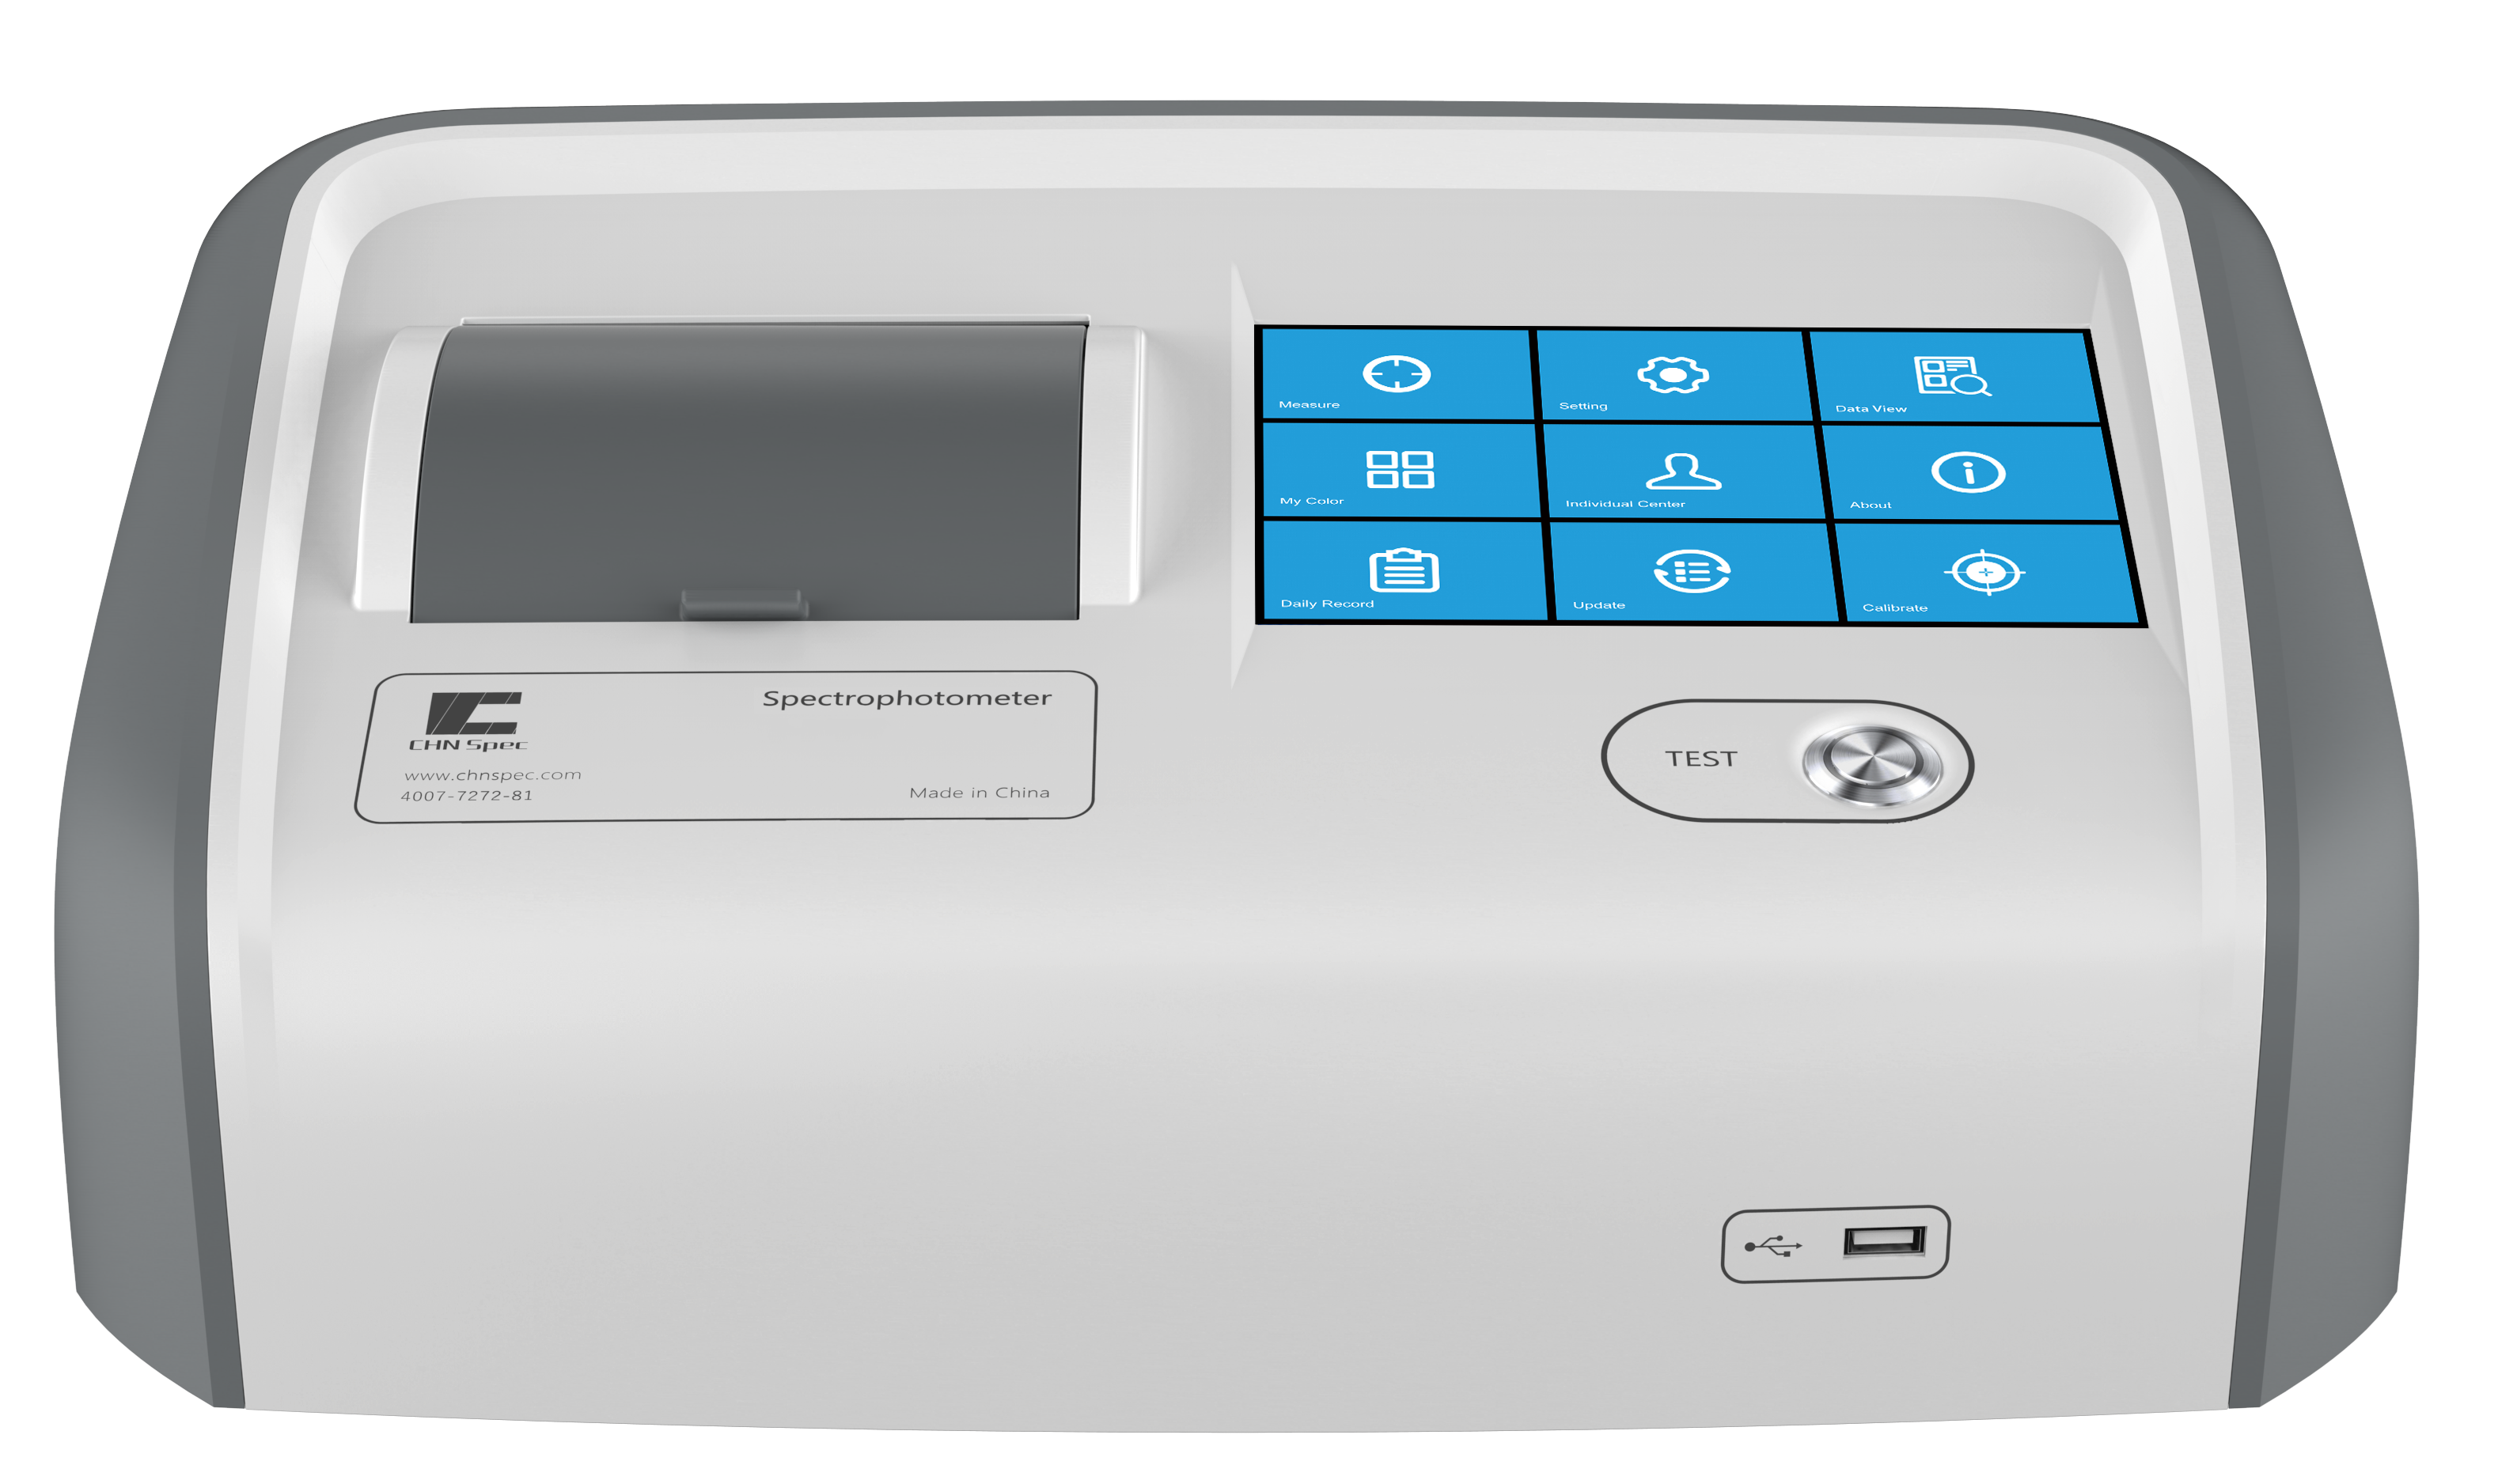 Measure
Setting
Data View
My Color
Individual Center
About
Daily Record
Update
Calibrate
Spectrophotometer
CHN Spec
www.chnspec.com
4007-7272-81
Made in China
TEST